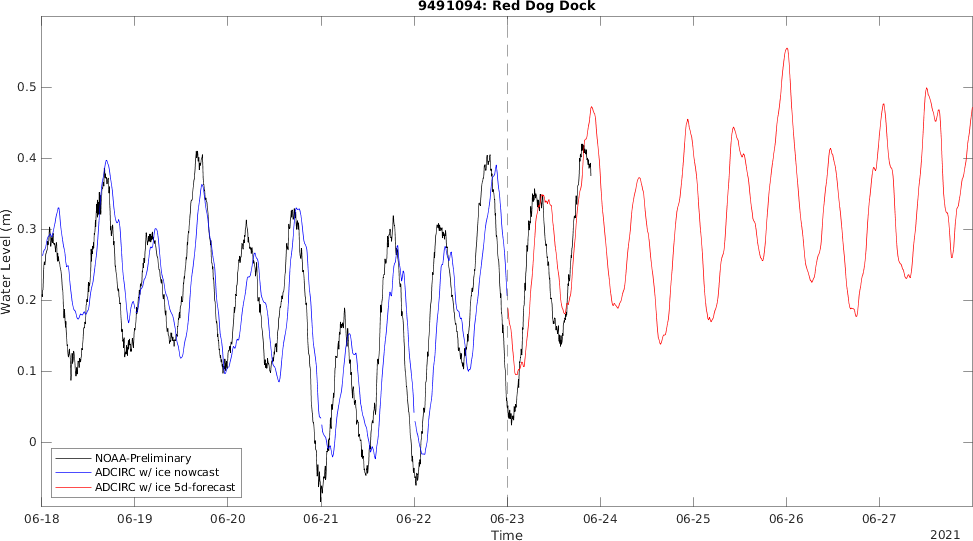 9491094: Red Dog Dock
Water Level (m)
0.5
0.4
0.3
0.2
0.1
0
NOAA-Preliminary
ADCIRC w/ ice nowcast
ADCIRC w/ ice 5d-forecast
06-18 06-19 06-20 06-21 06-22 06-23 06-24 06-25 06-26 06-27
Time
2021